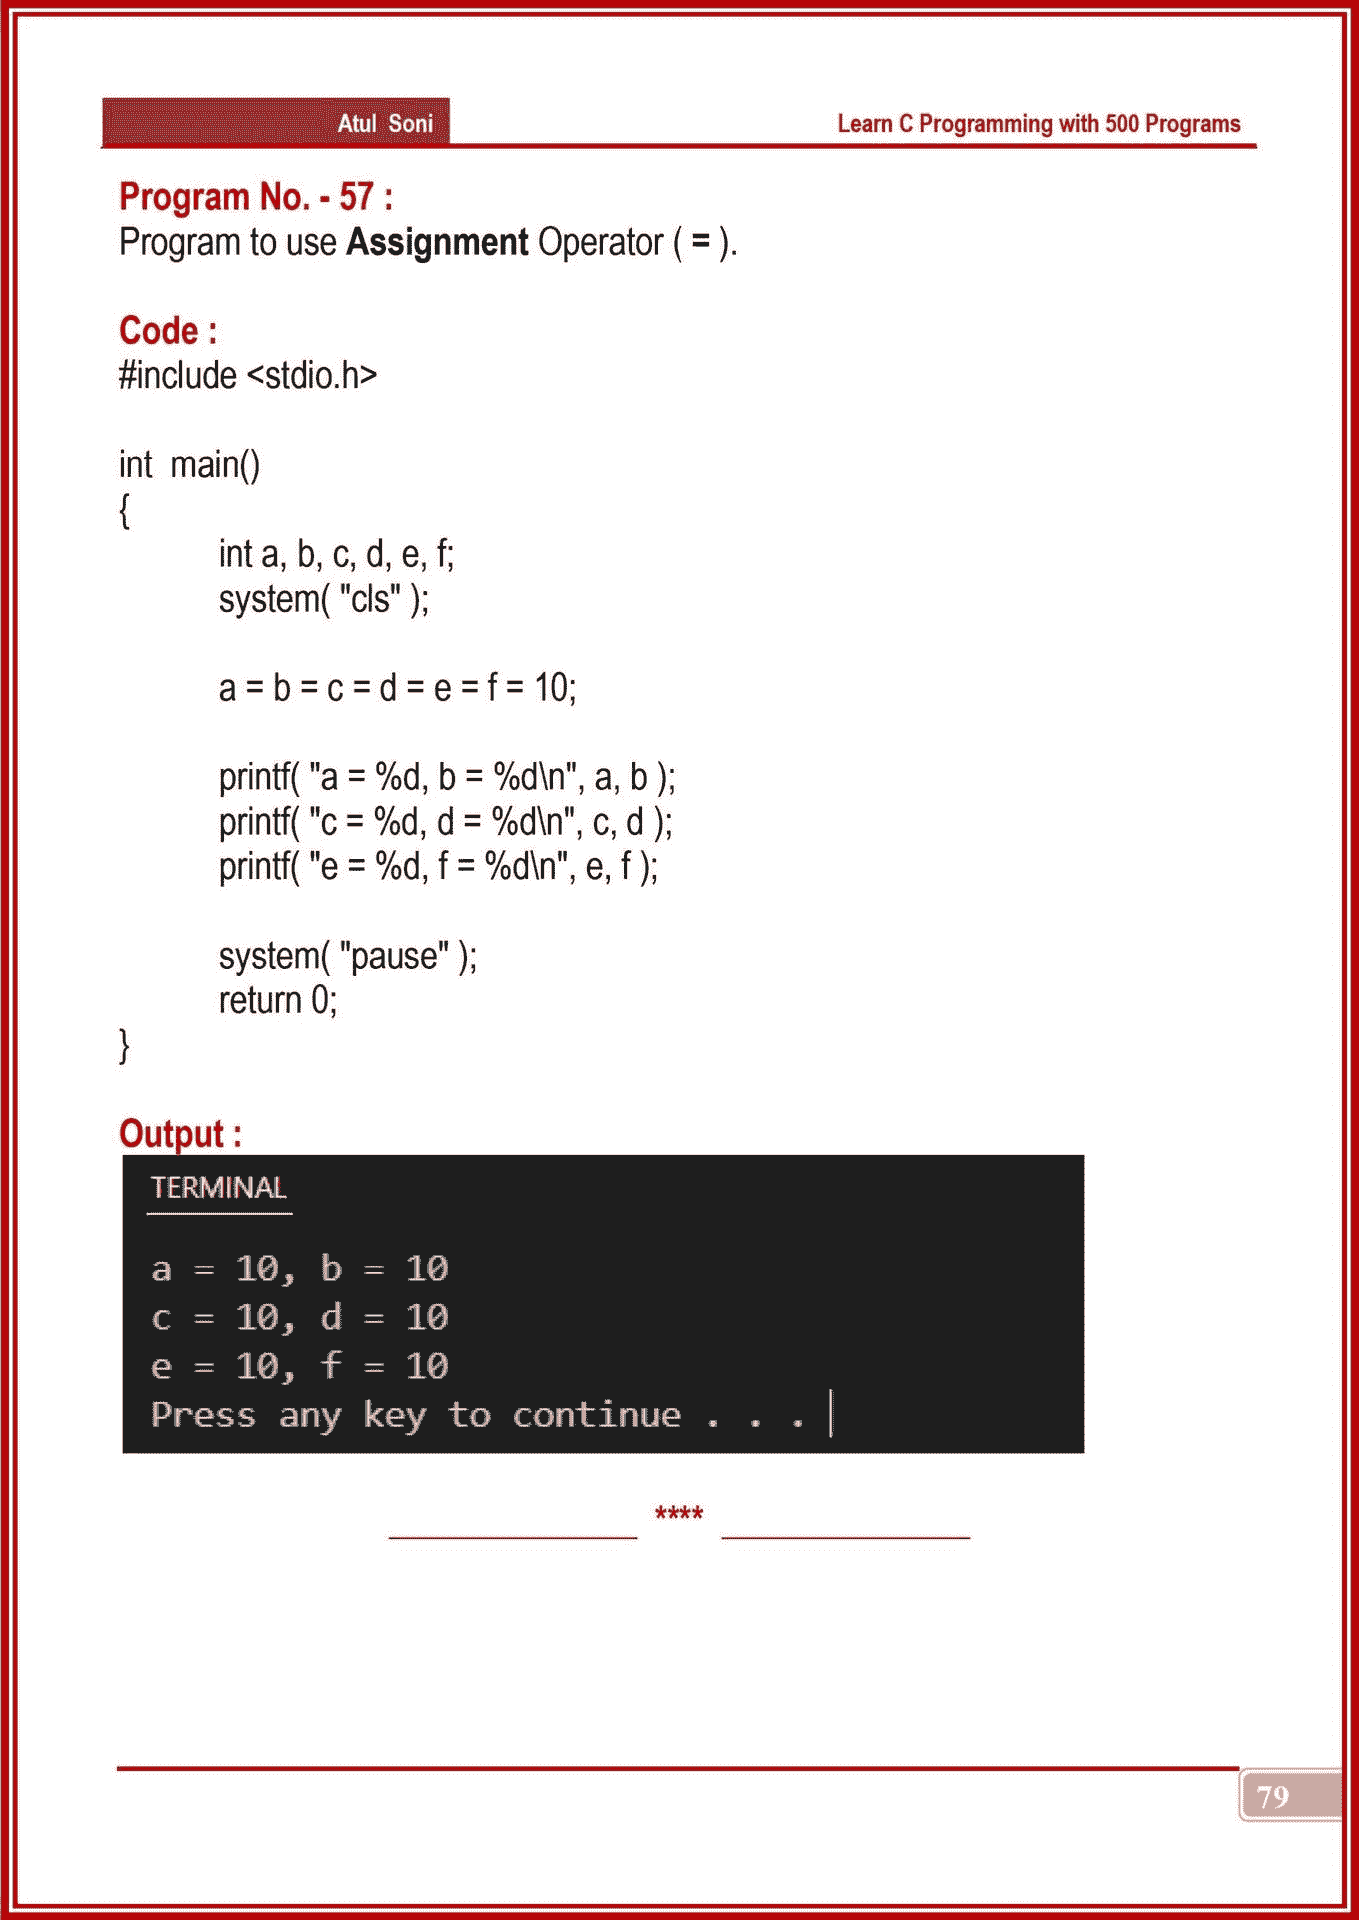 Atul  Soni
Learn C Programming with 500 Programs
Program No. - 57 :
Program to use Assignment Operator ( = ).
Code :
#include <stdio.h>
int  main()
{
int a, b, c, d, e, f;
system( "cls" );
a = b = c = d = e = f = 10;
printf( "a = %d, b = %d\n", a, b );
printf( "c = %d, d = %d\n", c, d );
printf( "e = %d, f = %d\n", e, f );
system( "pause" );
return 0;
}
Output :
TERMINAL
a = 10, b = 10
c = 10, d = 10
e = 10, f = 10
Press any key to continue . . .
****
79